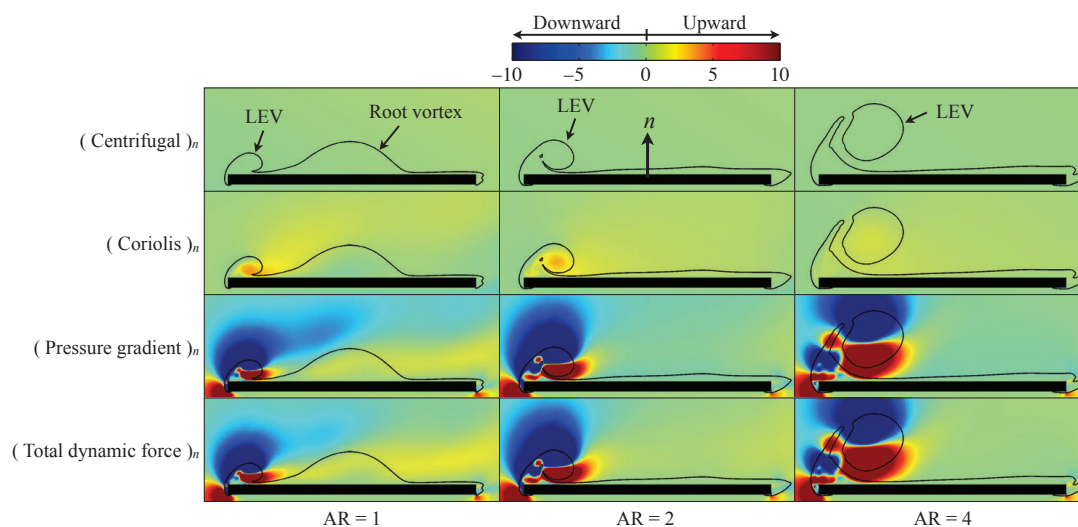 Downward Upward
−10 −5 0 5 10
( Centrifugal )n
LEV
Root vortex
LEV
n
LEV
( Coriolis )n
( Pressure gradient )n
( Total dynamic force )n
AR = 1 AR = 2 AR = 4